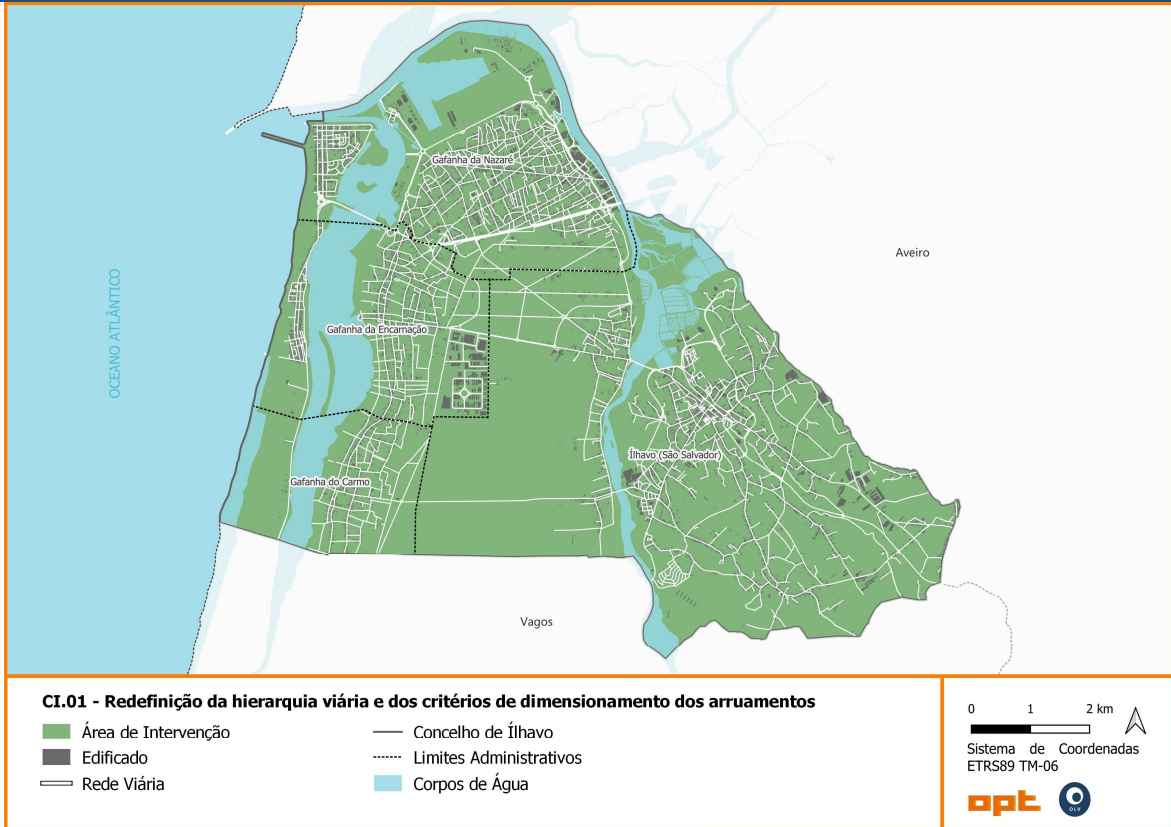 Gafanha da Nazaré
Aveiro
OCEANO ATLÂNTICO
Gafanha da Encarnação
Ílhavo (São Salvador)
Gafanha do Carmo
Vagos
CI.01 - Redefinição da hierarquia viária e dos critérios de dimensionamento dos arruamentos
Área de Intervenção
Edificado
Rede Viária
Concelho de Ílhavo
Limites Administrativos
Corpos de Água
0 1 2 km
Sistema de Coordenadas
ETRS89 TM-06
opt
OLV